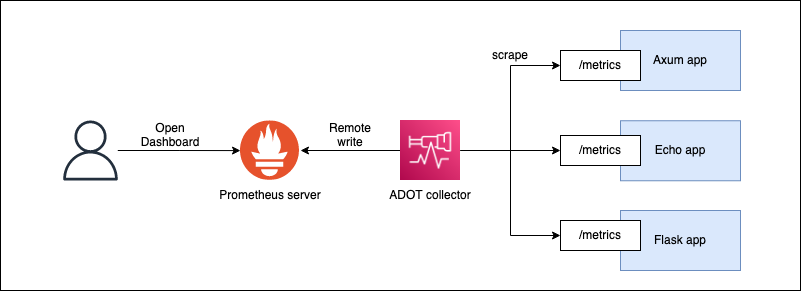 scrape
/metrics
Axum app
Open
Dashboard
Remote
write
/metrics
Echo app
Prometheus server
ADOT collector
/metrics
Flask app